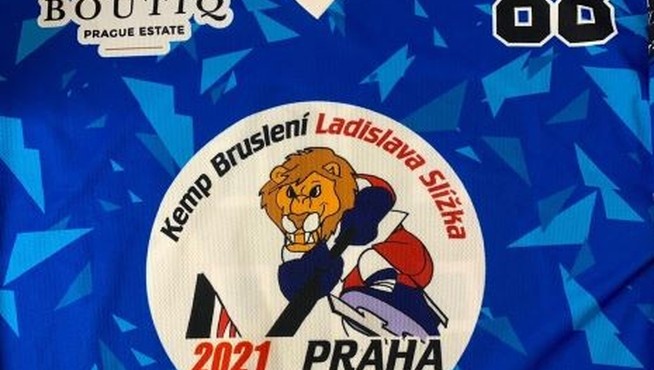 BOUTIQ
PRAGUE ESTATE
88
Kemp Bruslení Ladislava Slížka
2021 PRAHA